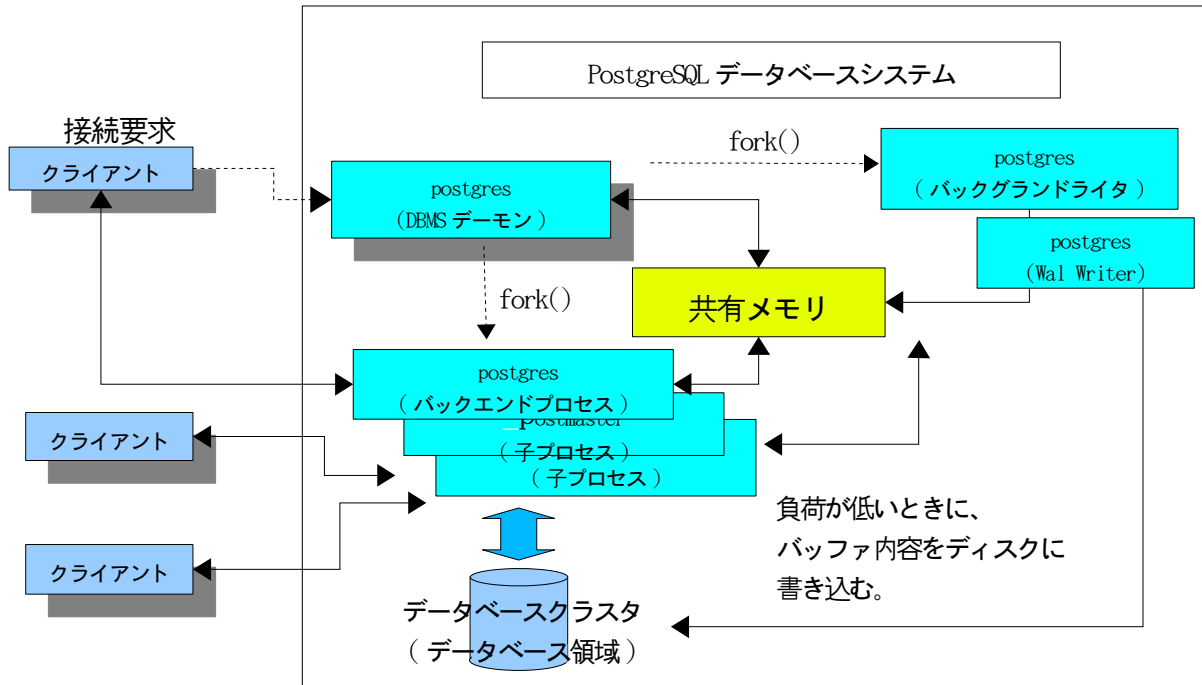 PostgreSQL データベースシステム
接続要求
クライアント
fork()
postgres
(バックグランドライタ)
postgres
(DBMS デーモン)
postgres
(Wal Writer)
fork()
共有メモリ
postgres
(バックエンドプロセス)
postmaster
(子プロセス)
(子プロセス)
クライアント
クライアント
負荷が低いときに、
バッファ内容をディスクに
書き込む。
データベースクラスタ
(データベース領域)